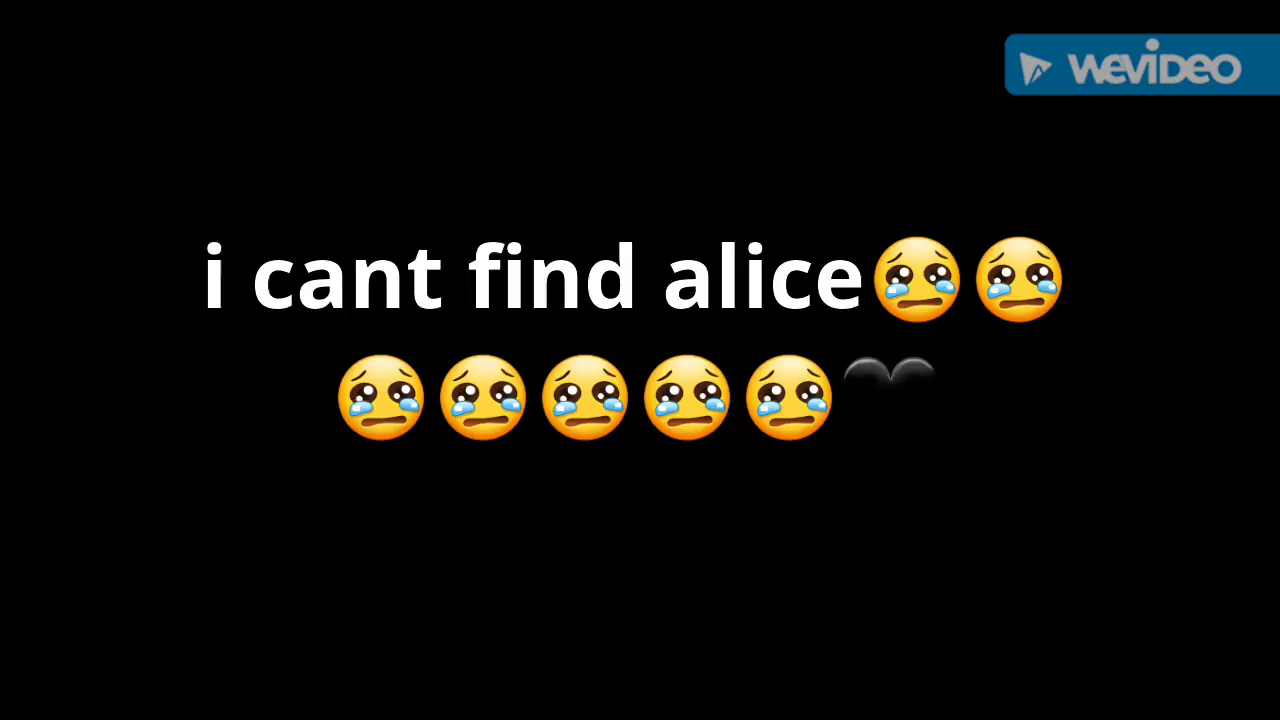 wevideo
i cant find alice🥹🥹
🥹🥹🥹🥹🥹🖤